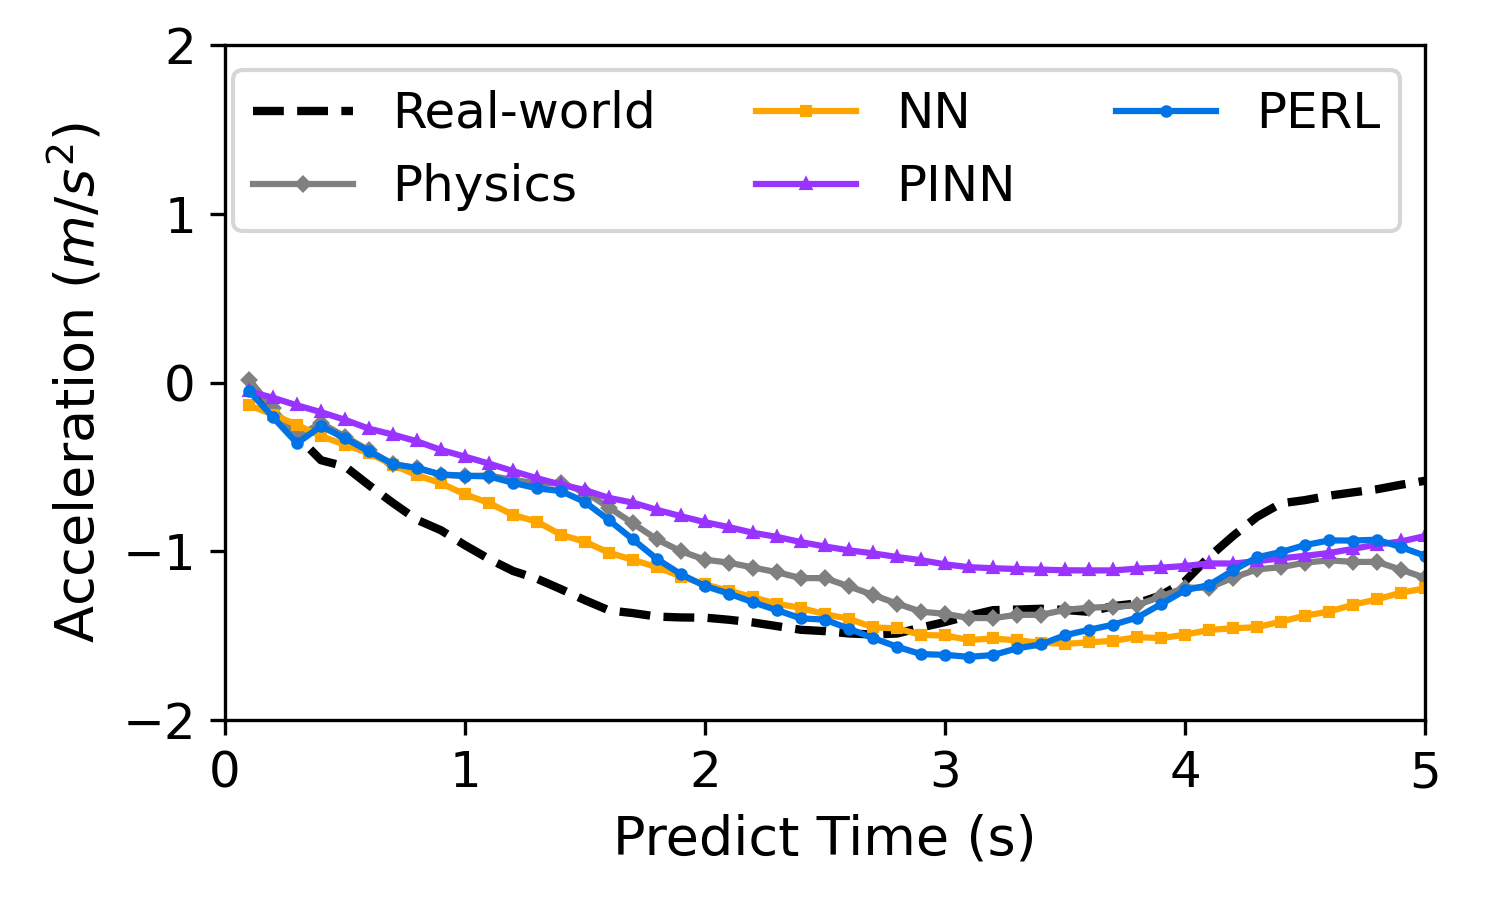 Real-world NN PERL
Physics PINN
Acceleration (m/s²)
2
1
0
−1
−2
0 1 2 3 4 5
Predict Time (s)